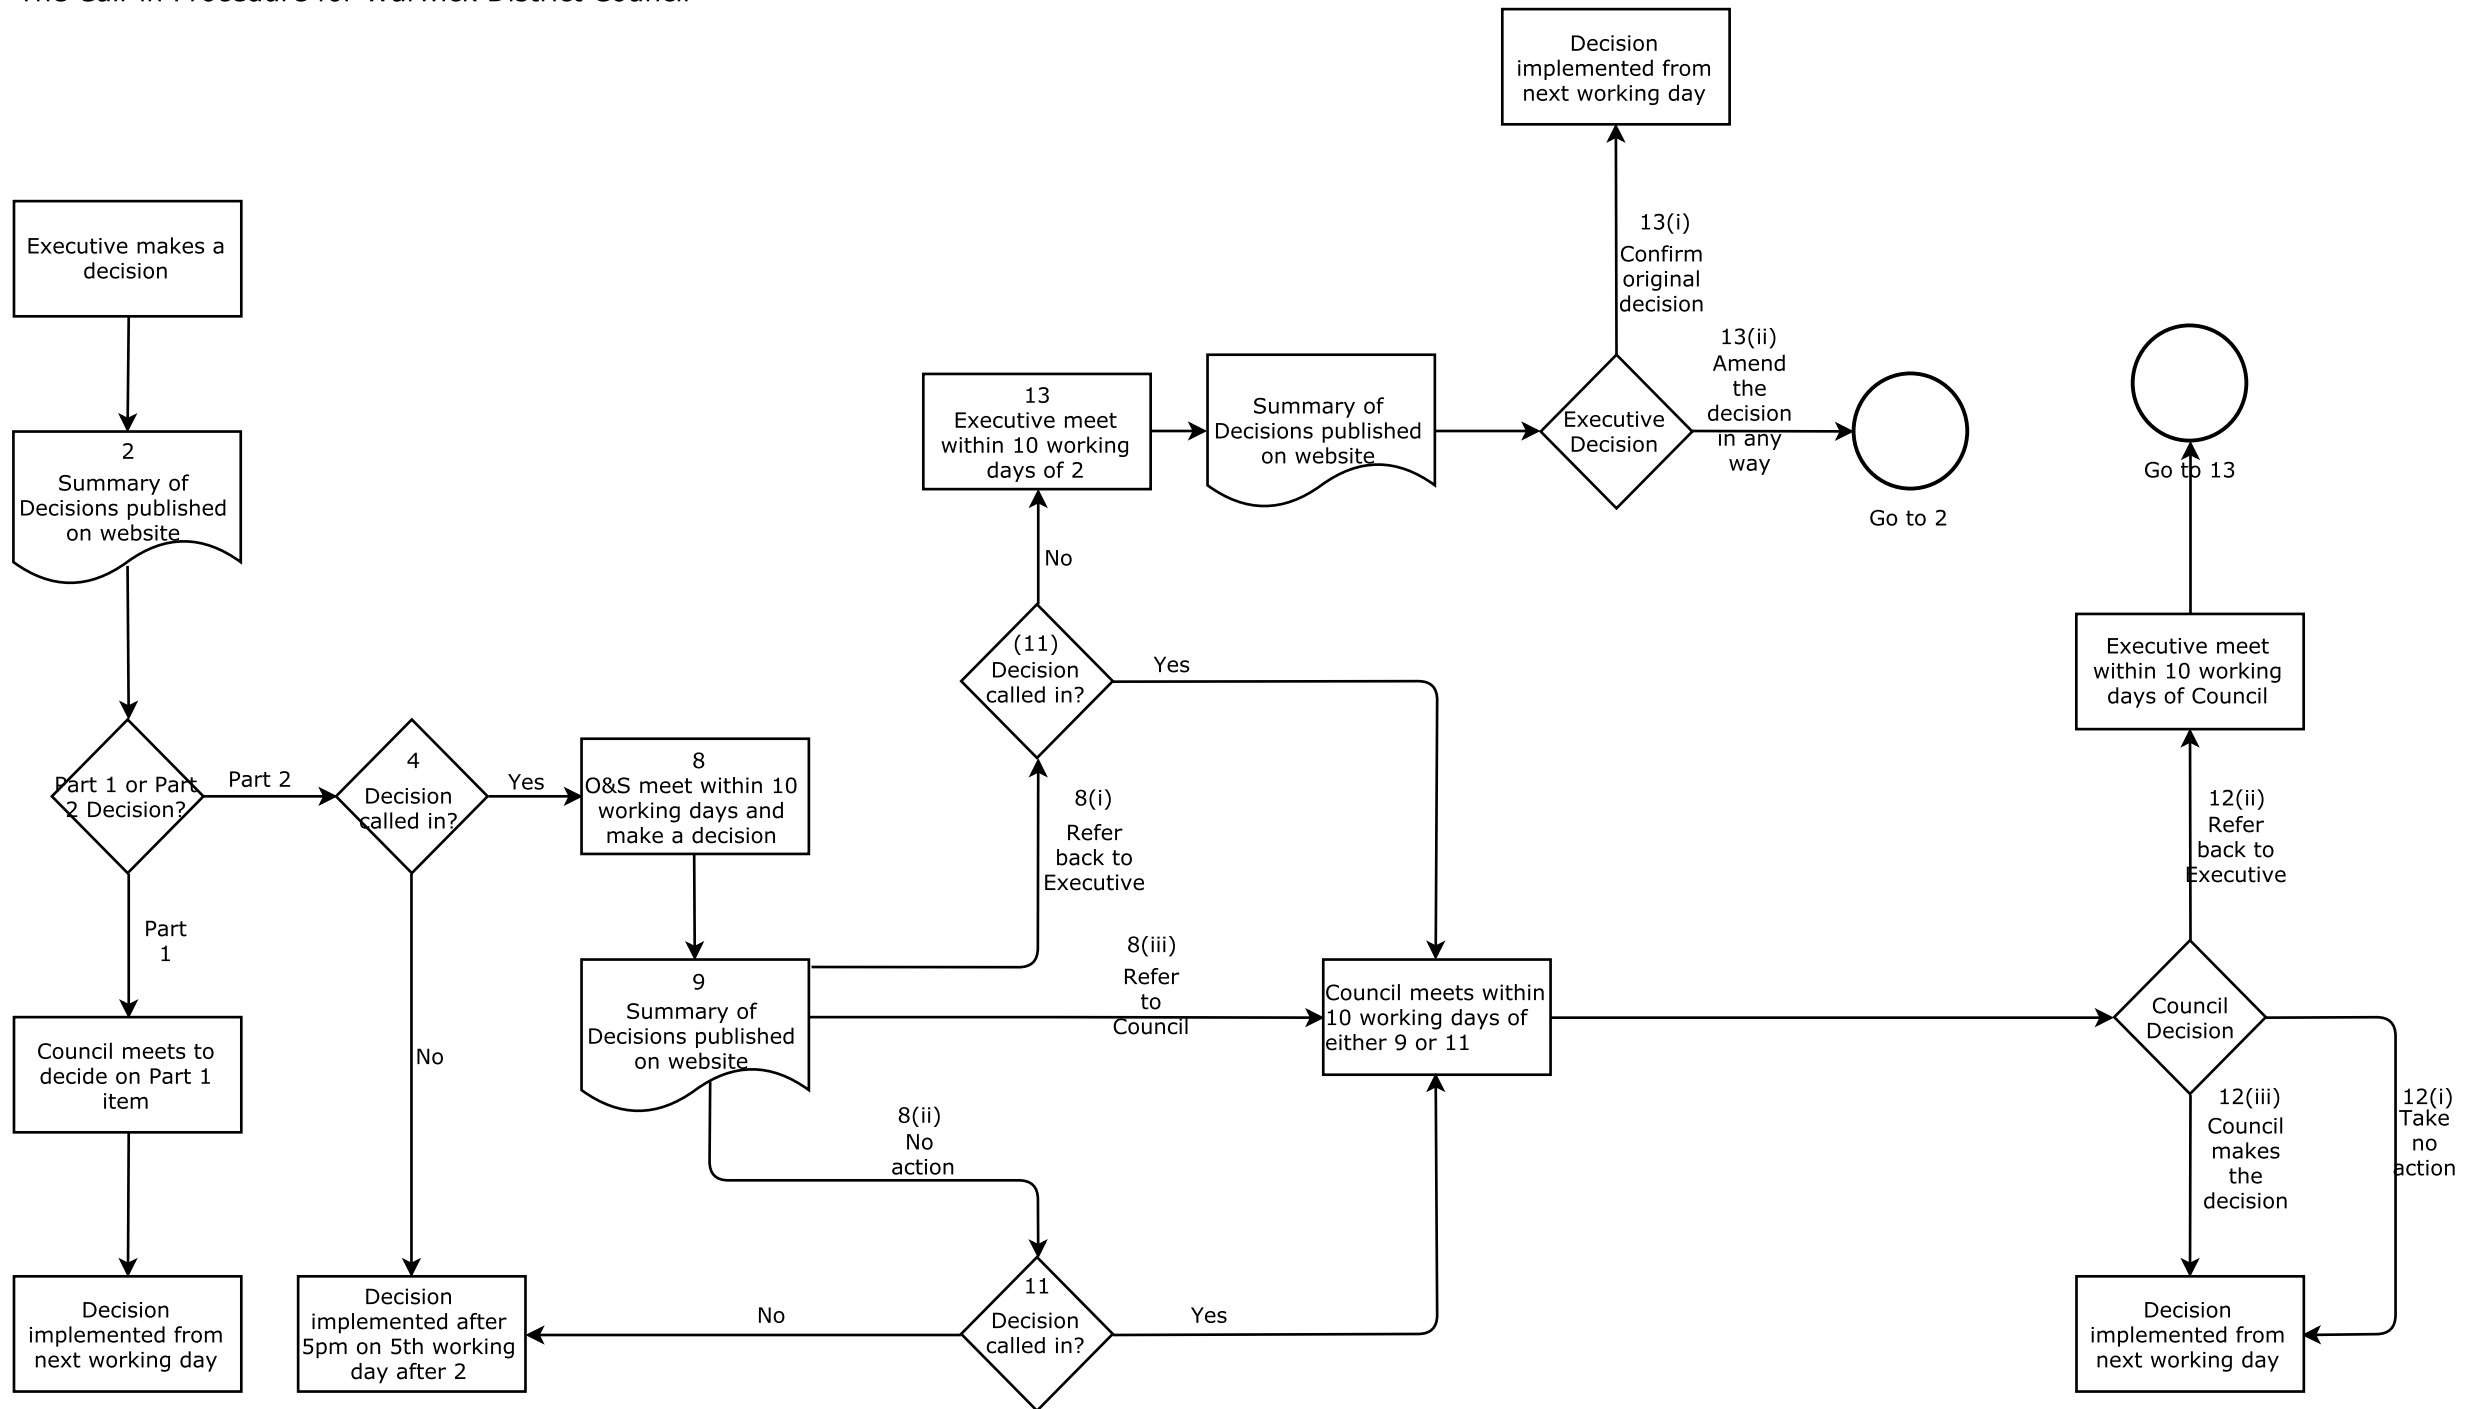 The Call-in Procedure for Warwick District Council
Decision
implemented from
next working day
13(i)
Confirm
original
decision
Executive makes a
decision
13(ii)
Amend
the
decision
in any
way
13
Executive meet
within 10 working
days of 2
Summary of
Decisions published
on website
Executive
Decision
Go to 2
Go to 13
2
Summary of
Decisions published
on website
No
(11)
Decision
called in?
Yes
Executive meet
within 10 working
days of Council
Part 1 or Part
2 Decision?
Part 2
4
Decision
called in?
Yes
8
O&S meet within 10
working days and
make a decision
8(i)
Refer
back to
Executive
12(ii)
Refer
back to
Executive
Part
1
No
9
Summary of
Decisions published
on website
8(iii)
Refer
to
Council
Council meets within
10 working days of
either 9 or 11
Council
Decision
Council meets to
decide on Part 1
item
8(ii)
No
action
12(iii)
Council
makes
the
decision
12(i)
Take
no
action
Decision
implemented from
next working day
Decision
implemented after
5pm on 5th working
day after 2
No
11
Decision
called in?
Yes
Decision
implemented from
next working day